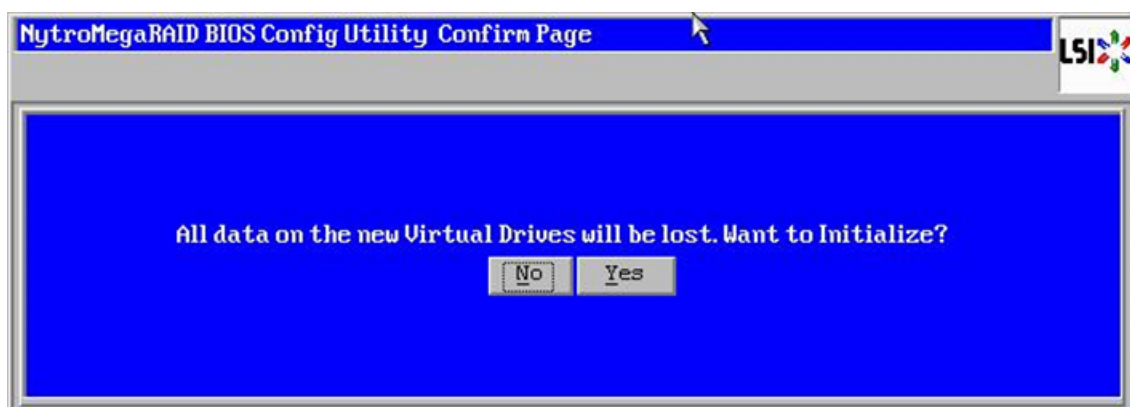 NytroMegaRAID BIOS Config Utility Confirm Page
LSI
All data on the new Virtual Drives will be lost. Want to Initialize?
No Yes